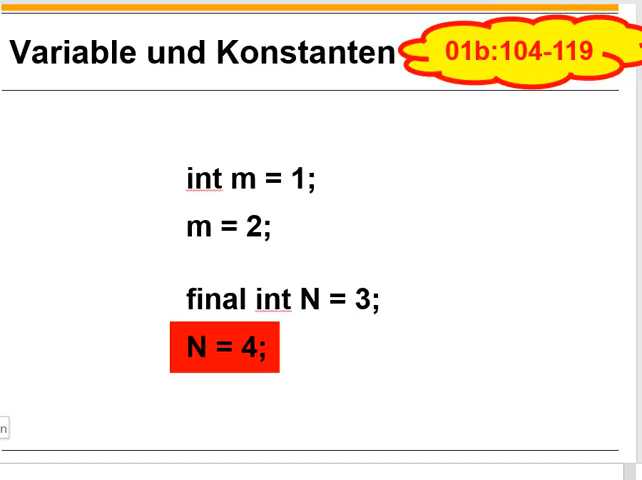 Variable und Konstanten
01b:104-119
int m = 1;
m = 2;
final int N = 3;
N = 4;
n